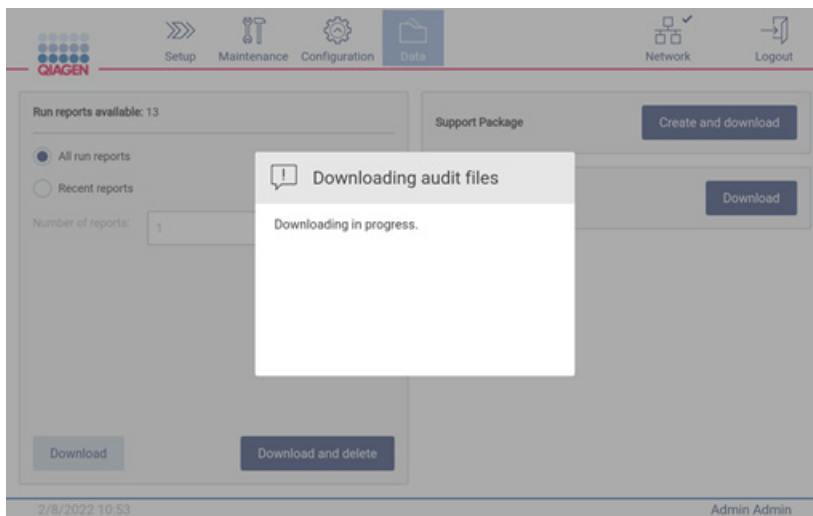 QIAGEN
Setup
Maintenance
Configuration
Data
Network
Logout
Run reports available: 13
All run reports
Recent reports
Number of reports:
1
Download
Download and delete
Support Package
Create and download
Download
Downloading audit files
Downloading in progress.
2/8/2022 10:53
Admin Admin